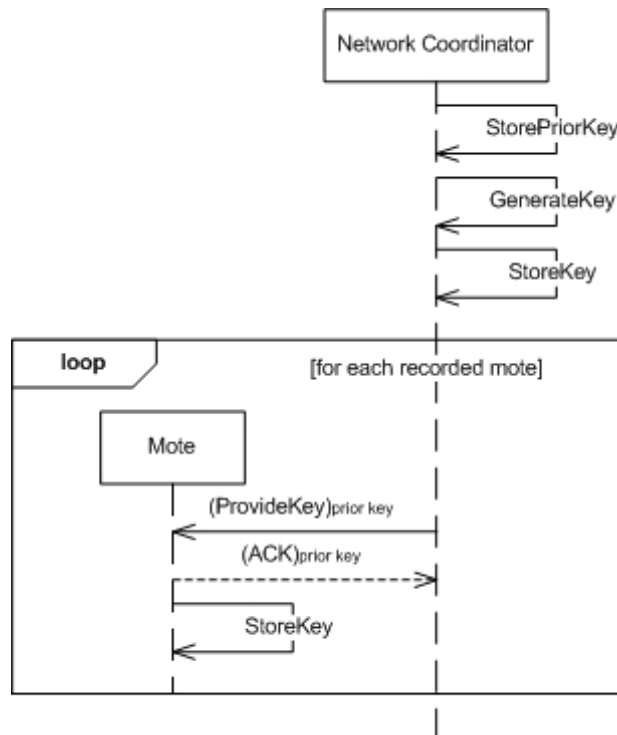 Network Coordinator
StorePriorKey
GenerateKey
StoreKey
loop
[for each recorded mote]
Mote
(ProvideKey)prior key
(ACK)prior key
StoreKey